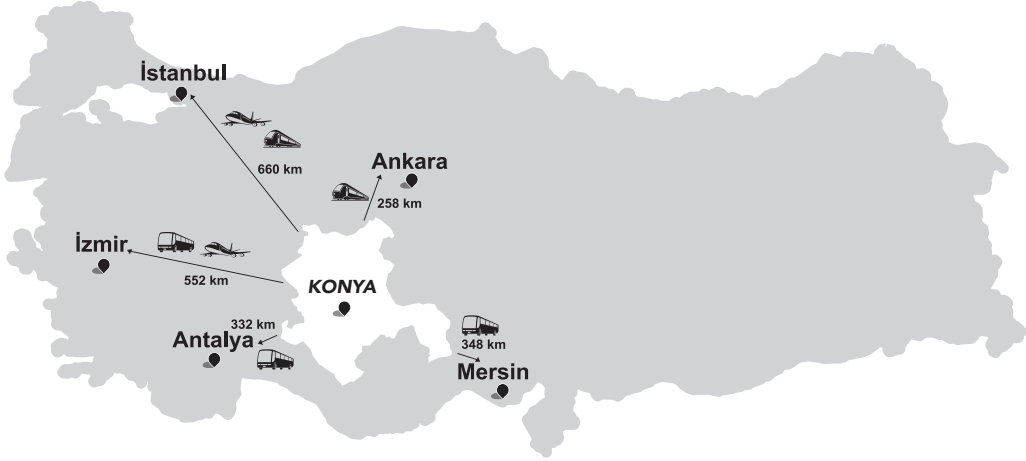 İstanbul
660 km
Ankara
258 km
İzmir
552 km
KONYA
332 km
Antalya
348 km
Mersin